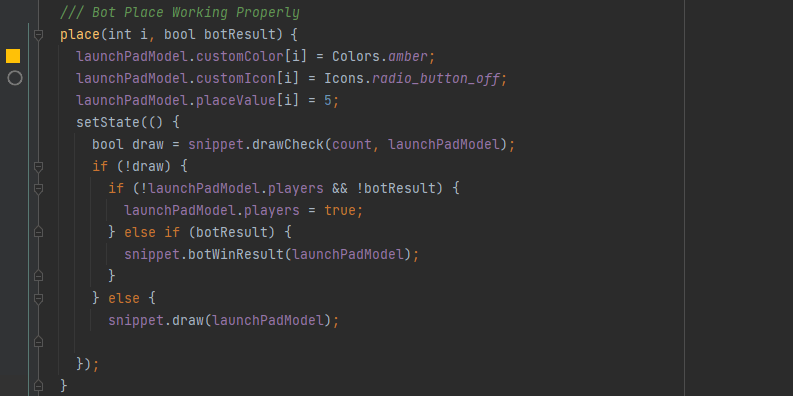 /// Bot Place Working Properly
place(int i, bool botResult) {
launchPadModel.customColor[i] = Colors.amber;
launchPadModel.customIcon[i] = Icons.radio_button_off;
launchPadModel.placeValue[i] = 5;
setState(() {
bool draw = snippet.drawCheck(count, launchPadModel);
if (!draw) {
if (!launchPadModel.players && !botResult) {
launchPadModel.players = true;
} else if (botResult) {
snippet.botWinResult(launchPadModel);
}
} else {
snippet.draw(launchPadModel);
});
}